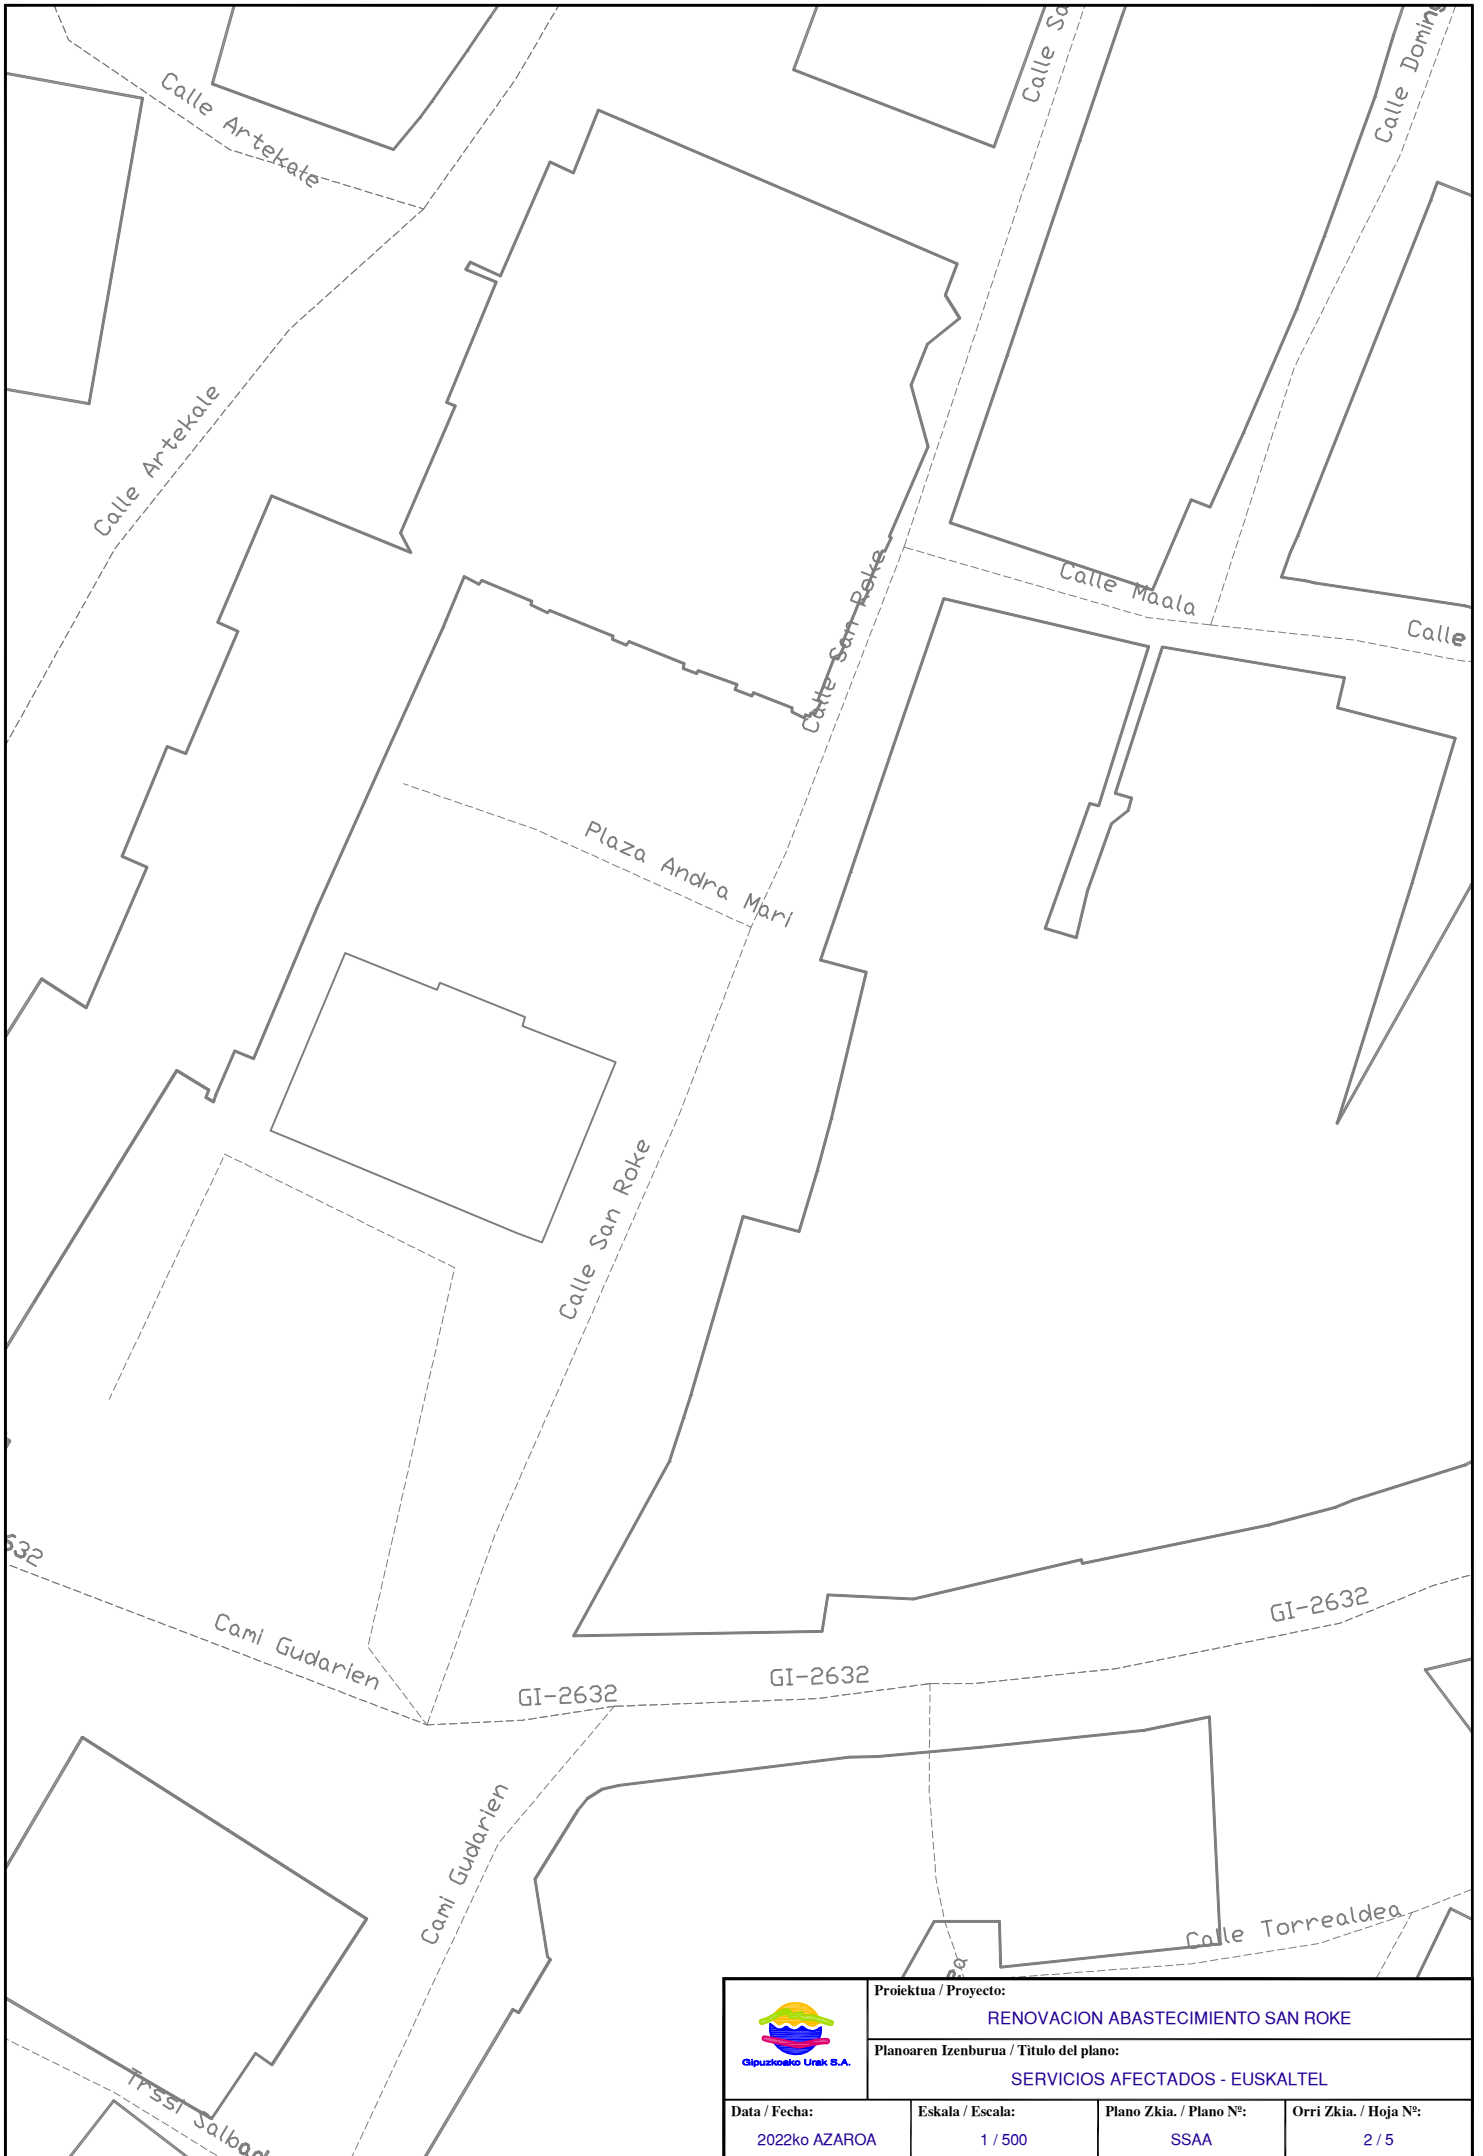 Calle Artekale
Calle
Calle
Calle Artekale
Calle San Roke
Calle Maala
Calle
Plaza Andra Mari
Calle San Roke
Cami Gudarien
GI-2632
GI-2632
GI-2632
Cami Gudarien
Calle Torrealdea
Trssi
Gipuzkoako Urak S.A.
Proiektua / Proyecto:
RENOVACION ABASTECIMIENTO SAN ROKE
Planoaren Izenburua / Titulo del plano:
SERVICIOS AFECTADOS - EUSKALTEL
Data / Fecha:
2022ko AZAROA
Eskala / Escala:
1 / 500
Plano Zkia. / Plano Nº:
SSAA
Orri Zkia. / Hoja Nº:
2 / 5